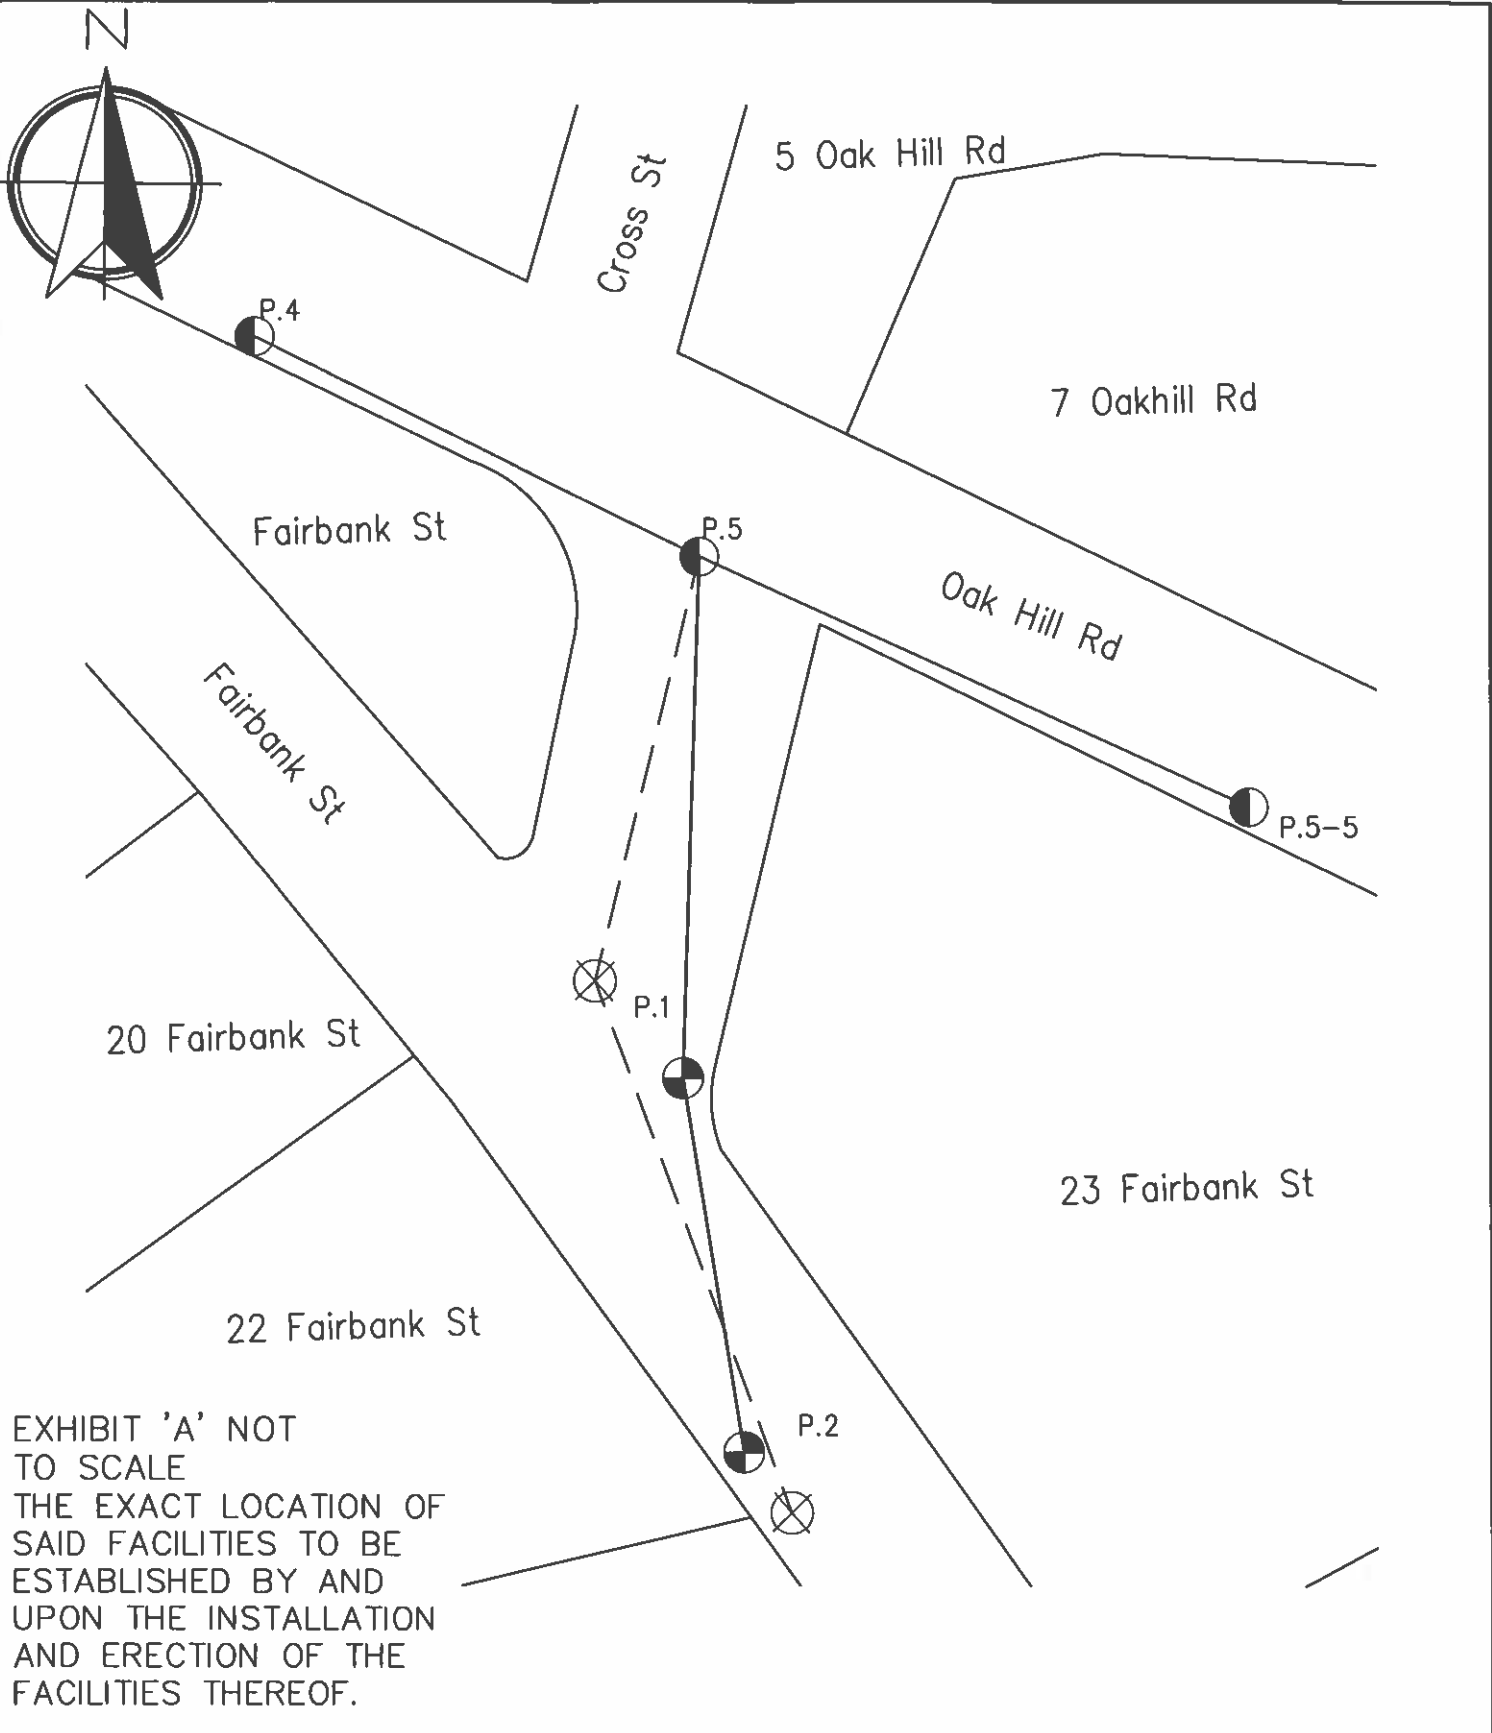 N
5 Oak Hill Rd
Cross St
P.4
7 Oakhill Rd
Fairbank St
P.5
Oak Hill Rd
Fairbank St
P.5-5
P.1
20 Fairbank St
23 Fairbank St
22 Fairbank St
P.2
EXHIBIT 'A' NOT
TO SCALE
THE EXACT LOCATION OF
SAID FACILITIES TO BE
ESTABLISHED BY AND
UPON THE INSTALLATION
AND ERECTION OF THE
FACILITIES THEREOF.